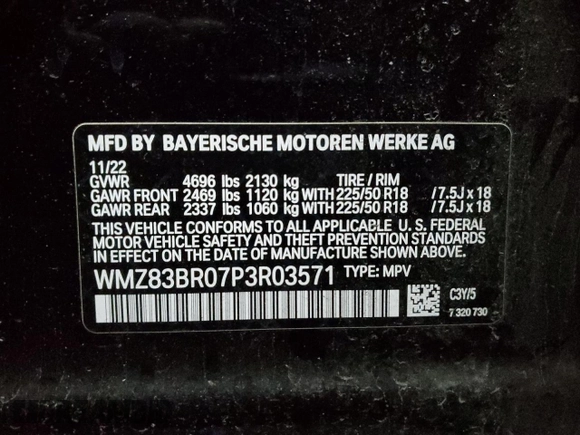 MFD BY BAYERISCHE MOTOREN WERKE AG
11/22
GVWR 4696 lbs 2130 kg TIRE / RIM
GAWR FRONT 2469 lbs 1120 kg WITH 225/50 R18 /7.5J x 18
GAWR REAR 2337 lbs 1060 kg WITH 225/50 R18 /7.5J x 18
THIS VEHICLE CONFORMS TO ALL APPLICABLE U. S. FEDERAL
MOTOR VEHICLE SAFETY AND THEFT PREVENTION STANDARDS
IN EFFECT ON THE DATE OF MANUFACTURE SHOWN ABOVE.
WMZ83BR07P3R03571 TYPE: MPV
C3Y/5
7 320 730